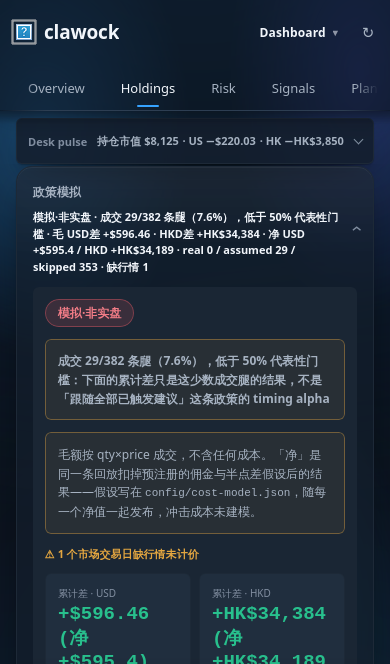 clawock
Dashboard ▾ ↻
Overview Holdings Risk Signals Plan
Desk pulse 持仓市值 $8,125 · US −$220.03 · HK −HK$3,850
政策模拟
模拟·非实盘 · 成交 29/382 条腿（7.6%），低于 50% 代表性门
槛 · 毛 USD差 +$596.46 · HKD差 +HK$34,384 · 净 USD
+$595.4 / HKD +HK$34,189 · real 0 / assumed 29 /
skipped 353 · 缺行情 1
模拟·非实盘
成交 29/382 条腿（7.6%），低于 50% 代表性门
槛：下面的累计差只是这少数成交腿的结果，不是
「跟随全部已触发建议」这条政策的 timing alpha
毛额按 qty×price 成交，不含任何成本。「净」是
同一条回放扣掉预注册的佣金与半点差假设后的结
果——假设写在 config/cost-model.json，随每
一个净值一起发布，冲击成本未建模。
⚠ 1 个市场交易日缺行情未计价
累计差 · USD
+$596.46
(净
+$595.4)
累计差 · HKD
+HK$34,384
(净
+HK$34,189